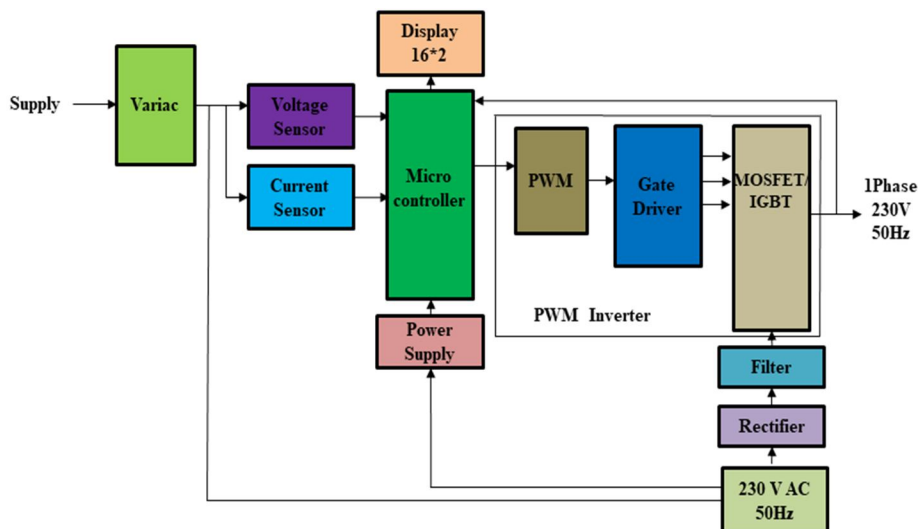 Display
16*2
Supply
Variac
Voltage
Sensor
Current
Sensor
Micro
controller
PWM
Gate
Driver
MOSFET/
IGBT
1Phase
230V
50Hz
PWM Inverter
Power
Supply
Filter
Rectifier
230 V AC
50Hz